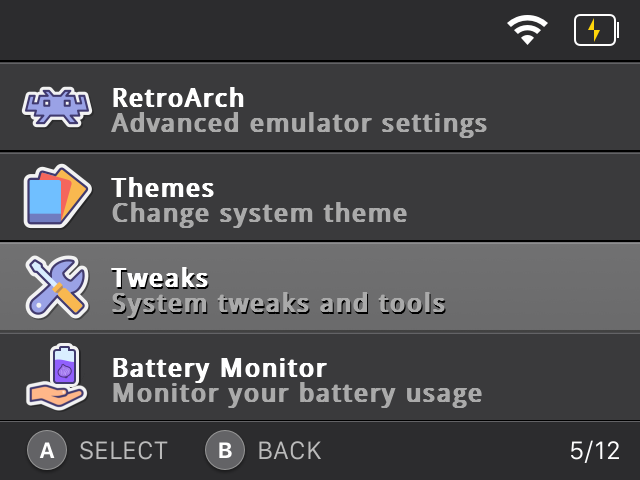 RetroArch
Advanced emulator settings
Themes
Change system theme
Tweaks
System tweaks and tools
Battery Monitor
Monitor your battery usage
A SELECT B BACK 5/12